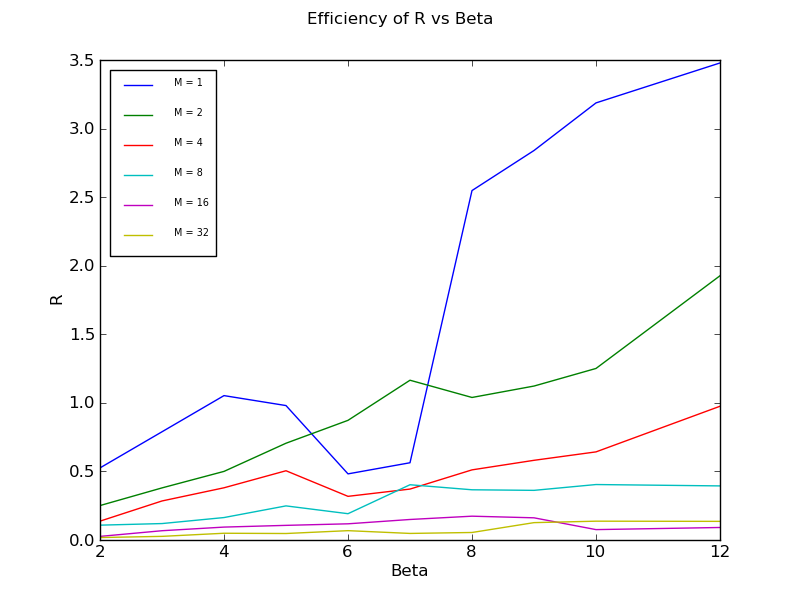 Efficiency of R vs Beta
3.5
3.0
2.5
2.0
1.5
1.0
0.5
0.0
R
M = 1
M = 2
M = 4
M = 8
M = 16
M = 32
2 4 6 8 10 12
Beta